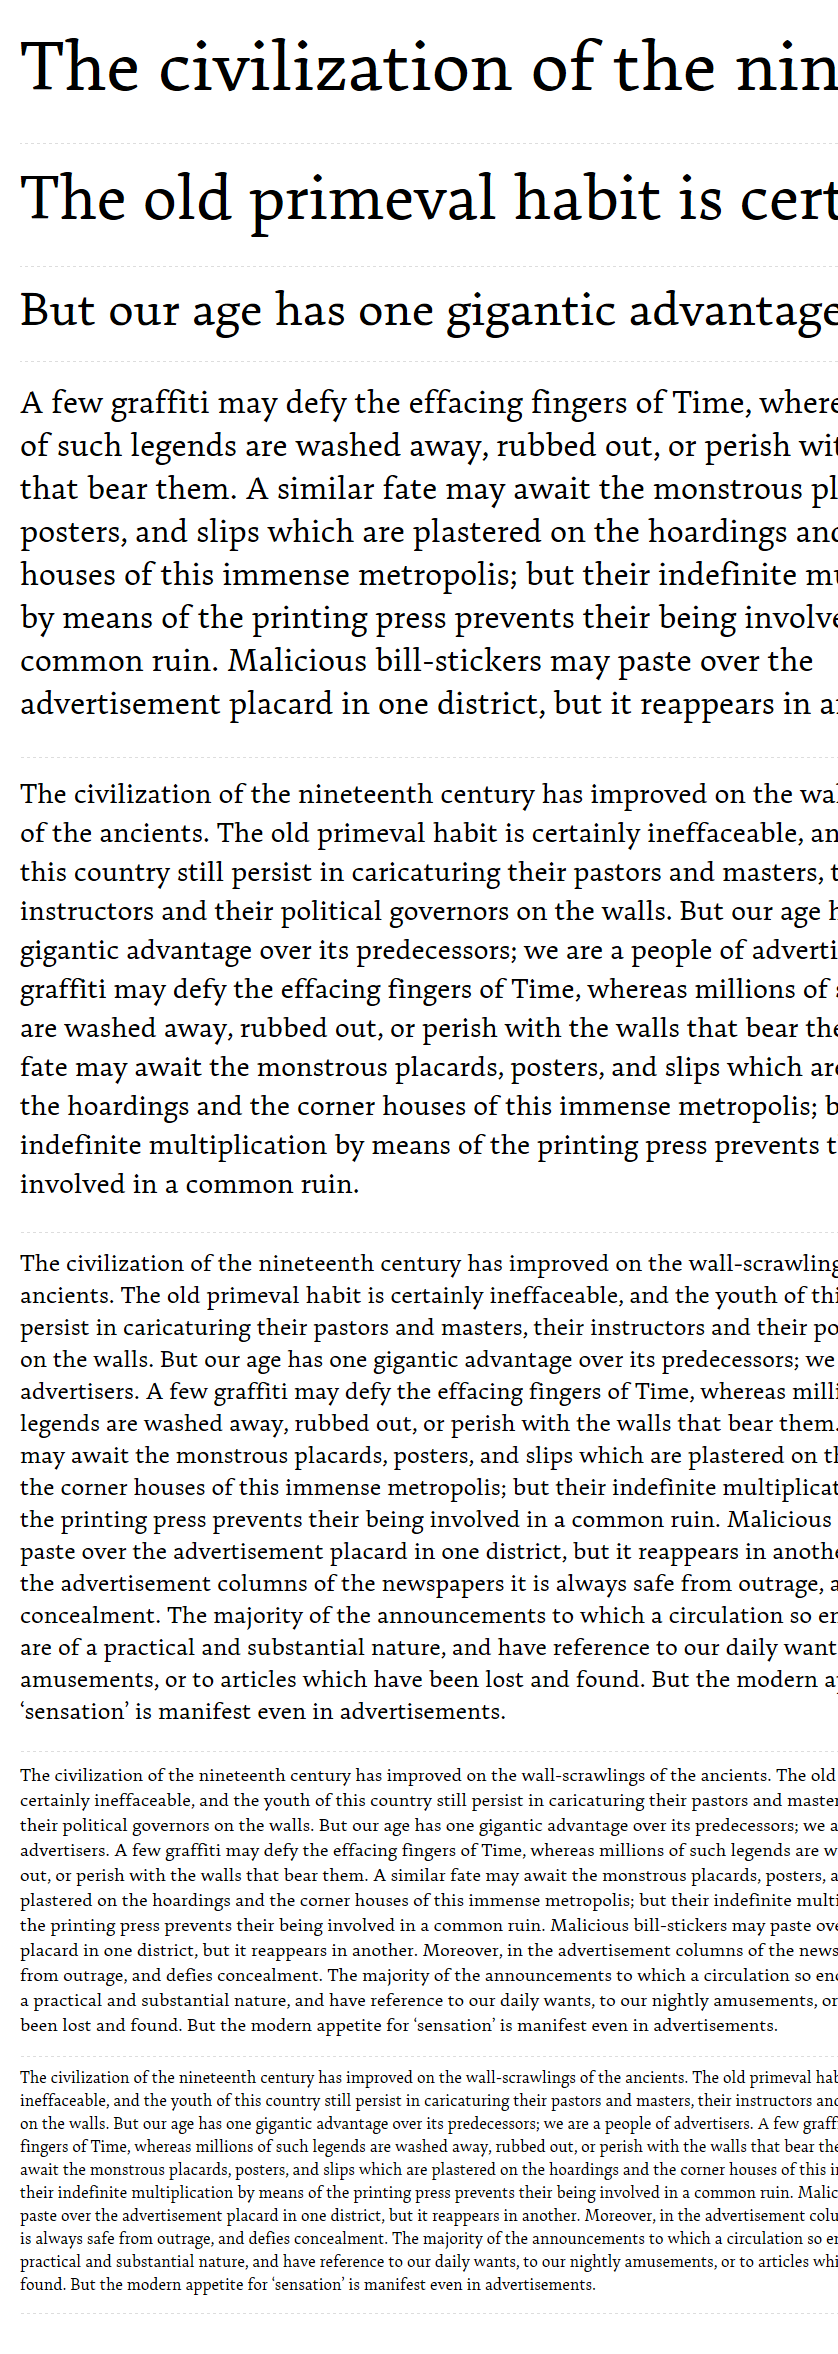 The civilization of the nin
The old primeval habit is cert
But our age has one gigantic advantage
A few graffiti may defy the effacing fingers of Time, where
of such legends are washed away, rubbed out, or perish wit
that bear them. A similar fate may await the monstrous pl
posters, and slips which are plastered on the hoardings and
houses of this immense metropolis; but their indefinite mu
by means of the printing press prevents their being involve
common ruin. Malicious bill-stickers may paste over the
advertisement placard in one district, but it reappears in a
The civilization of the nineteenth century has improved on the wal
of the ancients. The old primeval habit is certainly ineffaceable, an
this country still persist in caricaturing their pastors and masters, t
instructors and their political governors on the walls. But our age h
gigantic advantage over its predecessors; we are a people of adverti
graffiti may defy the effacing fingers of Time, whereas millions of s
are washed away, rubbed out, or perish with the walls that bear the
fate may await the monstrous placards, posters, and slips which are
the hoardings and the corner houses of this immense metropolis; b
indefinite multiplication by means of the printing press prevents t
involved in a common ruin.
The civilization of the nineteenth century has improved on the wall-scrawling
ancients. The old primeval habit is certainly ineffaceable, and the youth of thi
persist in caricaturing their pastors and masters, their instructors and their po
on the walls. But our age has one gigantic advantage over its predecessors; we
advertisers. A few graffiti may defy the effacing fingers of Time, whereas milli
legends are washed away, rubbed out, or perish with the walls that bear them.
may await the monstrous placards, posters, and slips which are plastered on th
the corner houses of this immense metropolis; but their indefinite multiplicat
the printing press prevents their being involved in a common ruin. Malicious
paste over the advertisement placard in one district, but it reappears in anothe
the advertisement columns of the newspapers it is always safe from outrage, a
concealment. The majority of the announcements to which a circulation so en
are of a practical and substantial nature, and have reference to our daily want
amusements, or to articles which have been lost and found. But the modern ap
‘sensation’ is manifest even in advertisements.
The civilization of the nineteenth century has improved on the wall-scrawlings of the ancients. The old
certainly ineffaceable, and the youth of this country still persist in caricaturing their pastors and master
their political governors on the walls. But our age has one gigantic advantage over its predecessors; we a
advertisers. A few graffiti may defy the effacing fingers of Time, whereas millions of such legends are w
out, or perish with the walls that bear them. A similar fate may await the monstrous placards, posters, a
plastered on the hoardings and the corner houses of this immense metropolis; but their indefinite multi
the printing press prevents their being involved in a common ruin. Malicious bill-stickers may paste ove
placard in one district, but it reappears in another. Moreover, in the advertisement columns of the news
from outrage, and defies concealment. The majority of the announcements to which a circulation so eno
a practical and substantial nature, and have reference to our daily wants, to our nightly amusements, or
been lost and found. But the modern appetite for ‘sensation’ is manifest even in advertisements.
The civilization of the nineteenth century has improved on the wall-scrawlings of the ancients. The old primeval hab
ineffaceable, and the youth of this country still persist in caricaturing their pastors and masters, their instructors and
on the walls. But our age has one gigantic advantage over its predecessors; we are a people of advertisers. A few graff
fingers of Time, whereas millions of such legends are washed away, rubbed out, or perish with the walls that bear the
await the monstrous placards, posters, and slips which are plastered on the hoardings and the corner houses of this i
their indefinite multiplication by means of the printing press prevents their being involved in a common ruin. Malic
paste over the advertisement placard in one district, but it reappears in another. Moreover, in the advertisement colu
is always safe from outrage, and defies concealment. The majority of the announcements to which a circulation so en
practical and substantial nature, and have reference to our daily wants, to our nightly amusements, or to articles whi
found. But the modern appetite for ‘sensation’ is manifest even in advertisements.